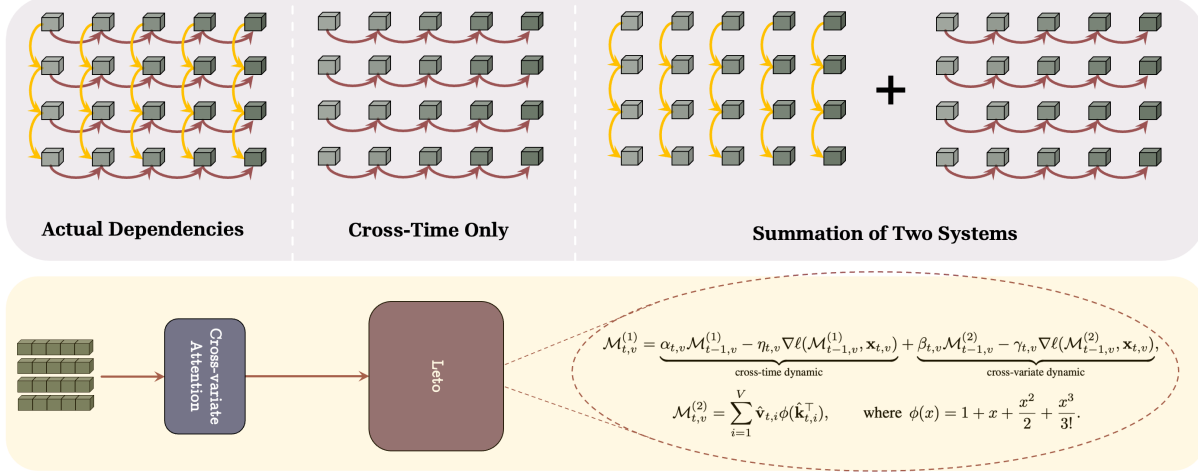 Actual Dependencies
Cross-Time Only
+
Summation of Two Systems
Cross-variate
Attention
Leto
$\mathcal{M}^{(1)}_{t,v} = \underbrace{\alpha_{t,v}\mathcal{M}^{(1)}_{t-1,v} - \eta_{t,v}\nabla\ell(\mathcal{M}^{(1)}_{t-1,v}, \mathbf{x}_{t,v})}_{\text{cross-time dynamic}} + \underbrace{\beta_{t,v}\mathcal{M}^{(2)}_{t-1,v} - \gamma_{t,v}\nabla\ell(\mathcal{M}^{(2)}_{t-1,v}, \mathbf{x}_{t,v})}_{\text{cross-variate dynamic}},$
$\mathcal{M}^{(2)}_{t,v} = \sum_{i=1}^{V} \hat{\mathbf{v}}_{t,i}\phi(\hat{\mathbf{k}}^{\top}_{t,i}), \quad \text{where } \phi(x) = 1 + x + \frac{x^2}{2} + \frac{x^3}{3!}.$